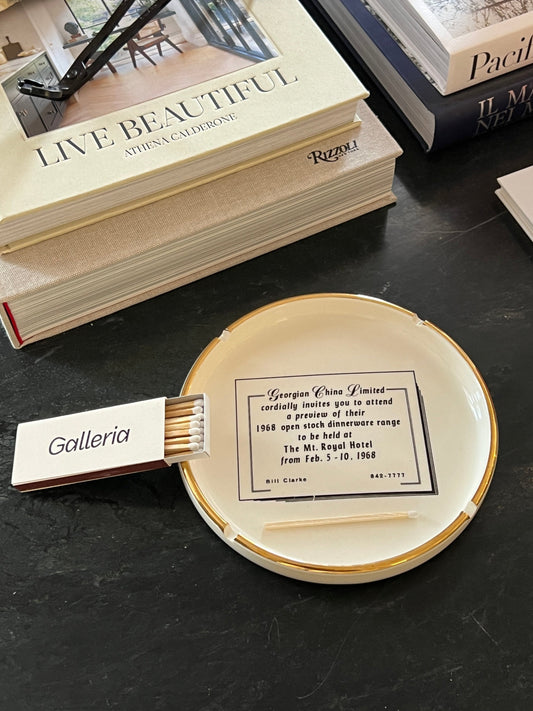 LIVE BEAUTIFUL
ATHENA CALDERONE
RIZZOLI
Pacif
IL MA
NEI A
Galleria
Georgian China Limited
cordially invites you to attend
a preview of their
1968 open stock dinnerware range
to be held at
The Mt. Royal Hotel
from Feb. 5-10, 1968
Bill Clarke 842-7777